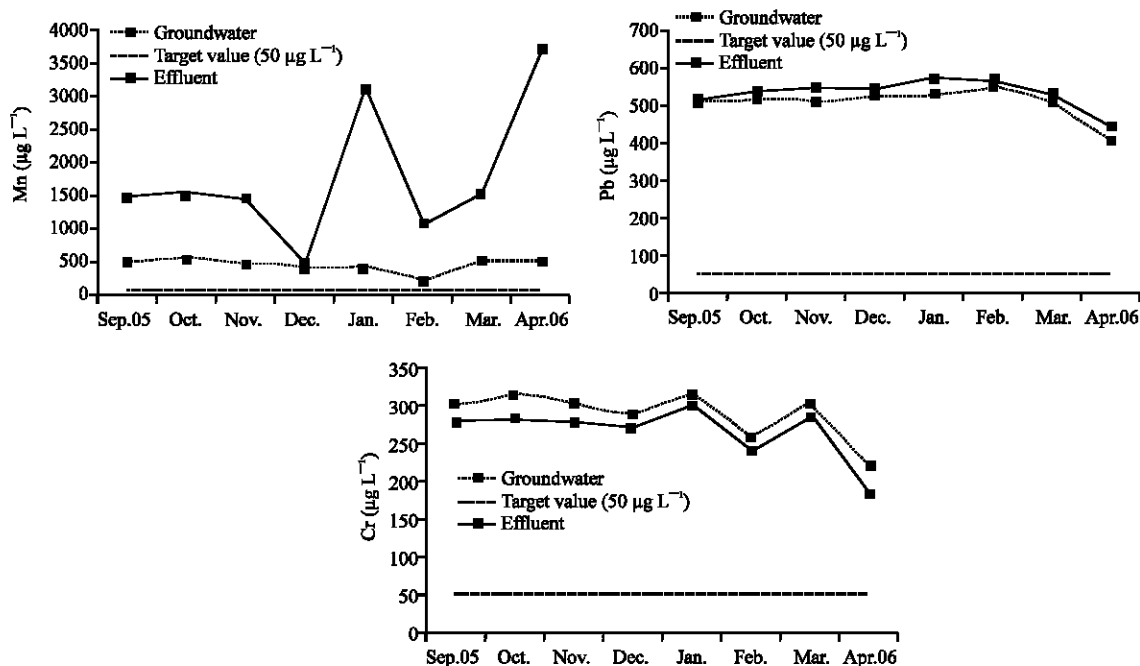 Groundwater
Target value (50 µg L⁻¹)
Effluent
Mn (µg L⁻¹)
4000
3500
3000
2500
2000
1500
1000
500
0
Sep.05 Oct. Nov. Dec. Jan. Feb. Mar. Apr.06
Groundwater
Target value (50 µg L⁻¹)
Effluent
Pb (µg L⁻¹)
700
600
500
400
300
200
100
0
Sep.05 Oct. Nov. Dec. Jan. Feb. Mar. Apr.06
Cr (µg L⁻¹)
350
300
250
200
150
100
50
0
Groundwater
Target value (50 µg L⁻¹)
Effluent
Sep.05 Oct. Nov. Dec. Jan. Feb. Mar. Apr.06